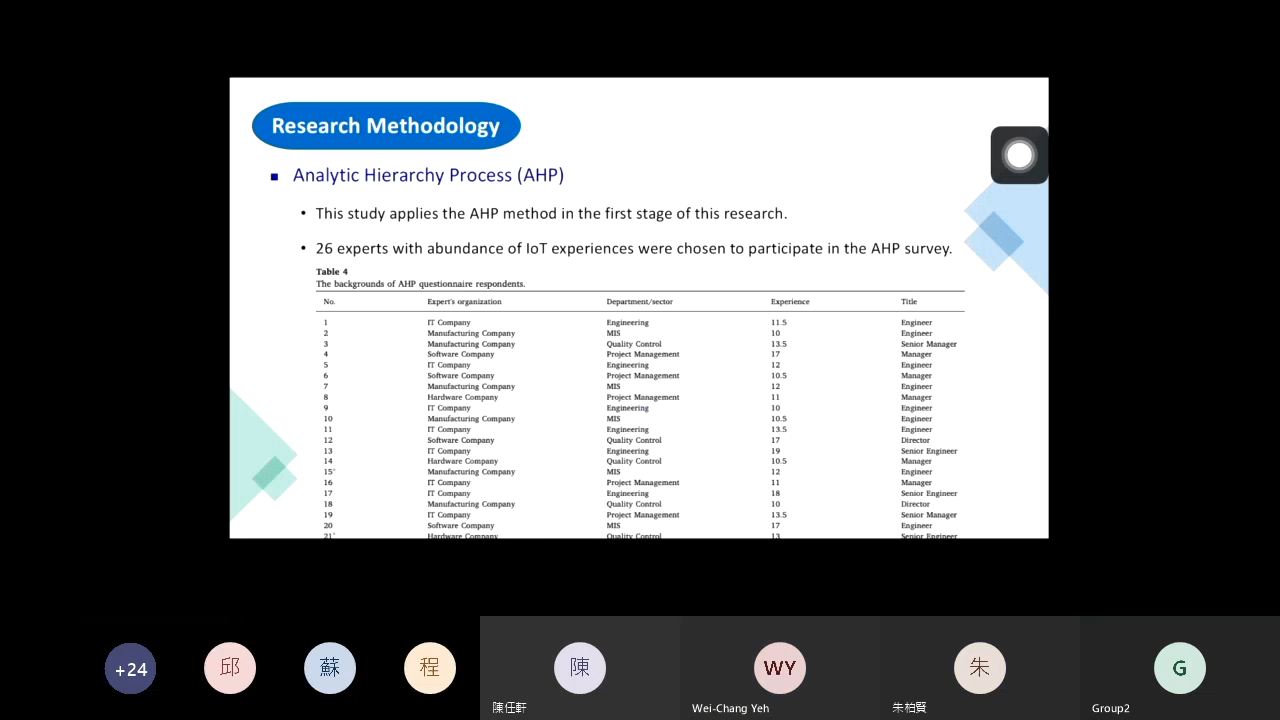 Research Methodology
Analytic Hierarchy Process (AHP)
• This study applies the AHP method in the first stage of this research.
• 26 experts with abundance of IoT experiences were chosen to participate in the AHP survey.
Table 4
The backgrounds of AHP questionnaire respondents.
No. Expert's organization Department/sector Experience Title
1 IT Company Engineering 11.5 Engineer
2 Manufacturing Company MIS 10 Engineer
3 Manufacturing Company Quality Control 13.5 Senior Manager
4 Software Company Project Management 17 Manager
5 IT Company Engineering 12 Engineer
6 Software Company Project Management 10.5 Manager
7 Manufacturing Company MIS 12 Engineer
8 Hardware Company Project Management 11 Manager
9 IT Company Engineering 10 Engineer
10 Manufacturing Company MIS 10.5 Engineer
11 IT Company Engineering 13.5 Engineer
12 Software Company Quality Control 17 Director
13 IT Company Engineering 19 Senior Engineer
14 Hardware Company Quality Control 10.5 Manager
15* Manufacturing Company MIS 12 Engineer
16 IT Company Project Management 11 Manager
17 IT Company Engineering 18 Senior Engineer
18 Manufacturing Company Quality Control 10 Director
19 IT Company Project Management 13.5 Senior Manager
20 Software Company MIS 17 Engineer
21* Hardware Company Quality Control 13 Senior Engineer
+24 邱 蘇 程 陳 WY 朱 G
陳任軒 Wei-Chang Yeh 朱柏賢 Group2